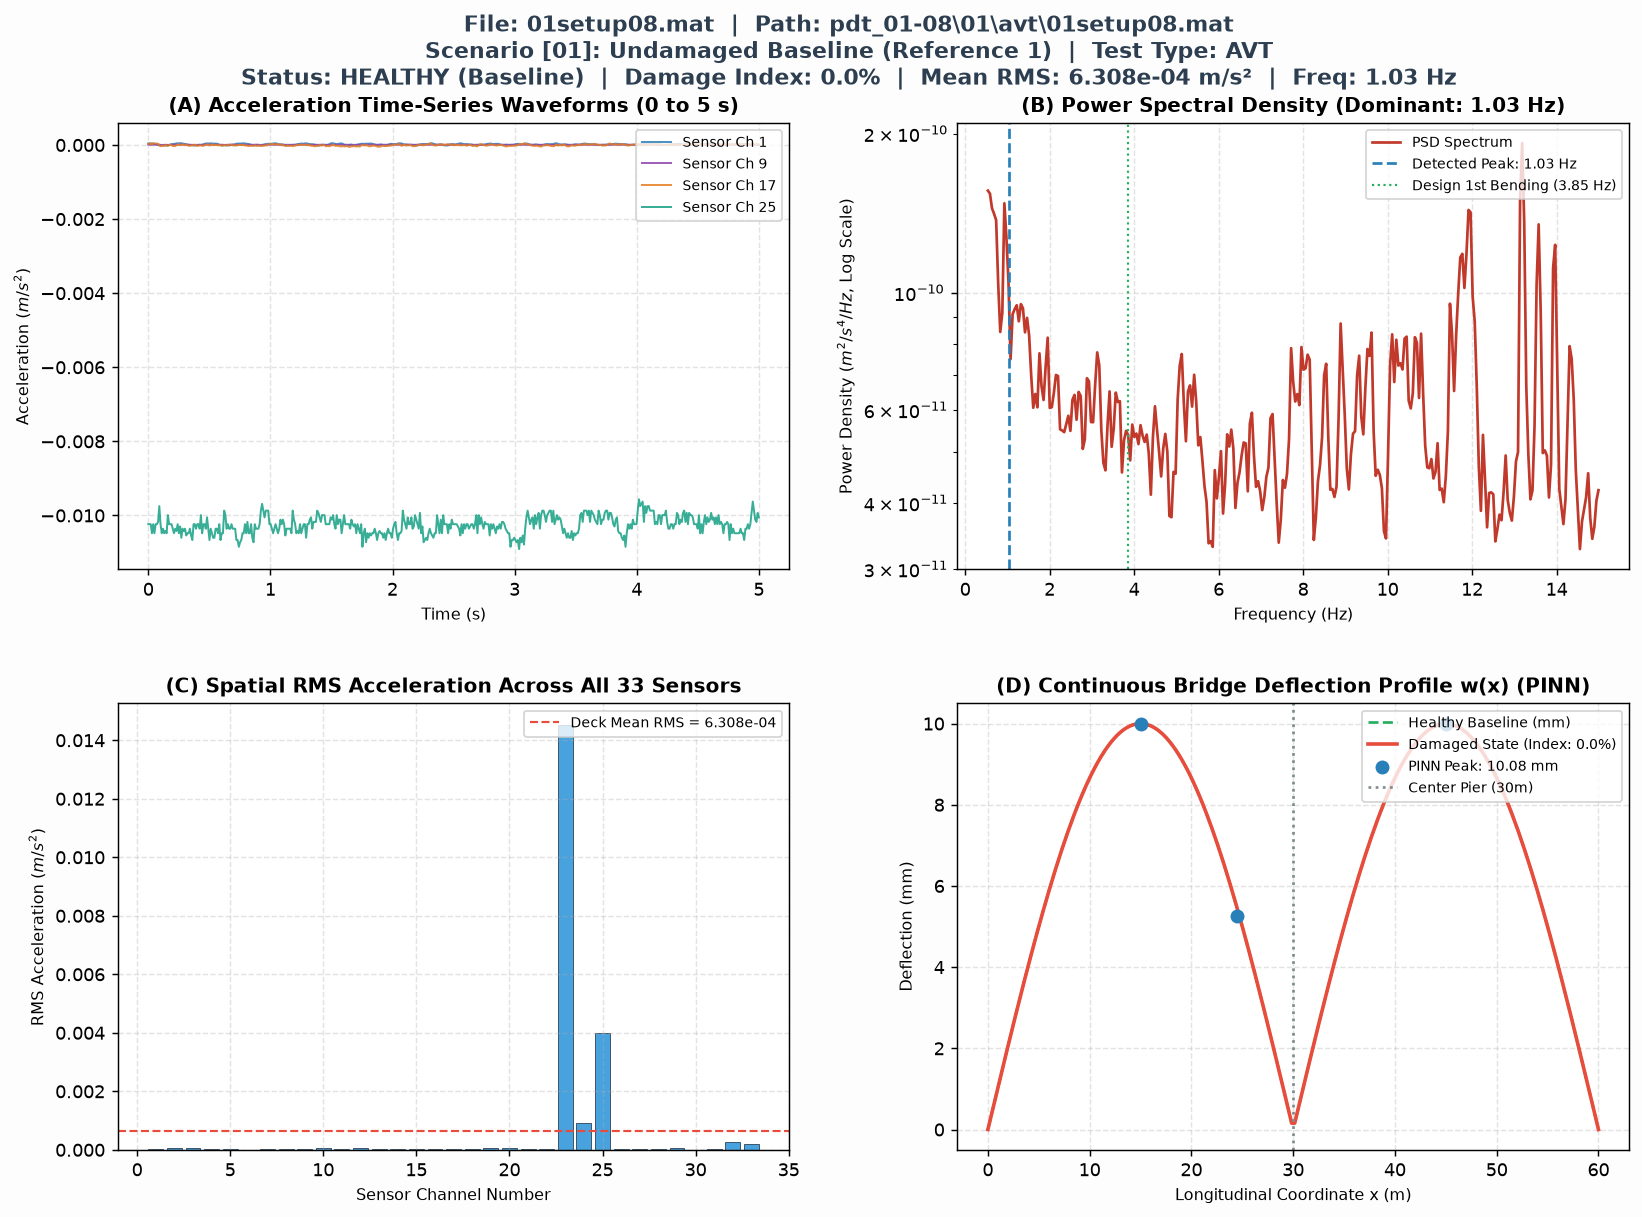 File: 01setup08.mat  |  Path: pdt_01-08\01\avt\01setup08.mat
Scenario [01]: Undamaged Baseline (Reference 1)  |  Test Type: AVT
Status: HEALTHY (Baseline)  |  Damage Index: 0.0%  |  Mean RMS: 6.308e-04 m/s²  |  Freq: 1.03 Hz
(A) Acceleration Time-Series Waveforms (0 to 5 s)
Acceleration (m/s²)
0.000
−0.002
−0.004
−0.006
−0.008
−0.010
Sensor Ch 1
Sensor Ch 9
Sensor Ch 17
Sensor Ch 25
0 1 2 3 4 5
Time (s)
(B) Power Spectral Density (Dominant: 1.03 Hz)
Power Density (m²/s⁴/Hz, Log Scale)
2 × 10⁻¹⁰
10⁻¹⁰
6 × 10⁻¹¹
4 × 10⁻¹¹
3 × 10⁻¹¹
PSD Spectrum
Detected Peak: 1.03 Hz
Design 1st Bending (3.85 Hz)
0 2 4 6 8 10 12 14
Frequency (Hz)
(C) Spatial RMS Acceleration Across All 33 Sensors
RMS Acceleration (m/s²)
0.014
0.012
0.010
0.008
0.006
0.004
0.002
0.000
Deck Mean RMS = 6.308e-04
0 5 10 15 20 25 30 35
Sensor Channel Number
(D) Continuous Bridge Deflection Profile w(x) (PINN)
Deflection (mm)
10
8
6
4
2
0
Healthy Baseline (mm)
Damaged State (Index: 0.0%)
PINN Peak: 10.08 mm
Center Pier (30m)
0 10 20 30 40 50 60
Longitudinal Coordinate x (m)